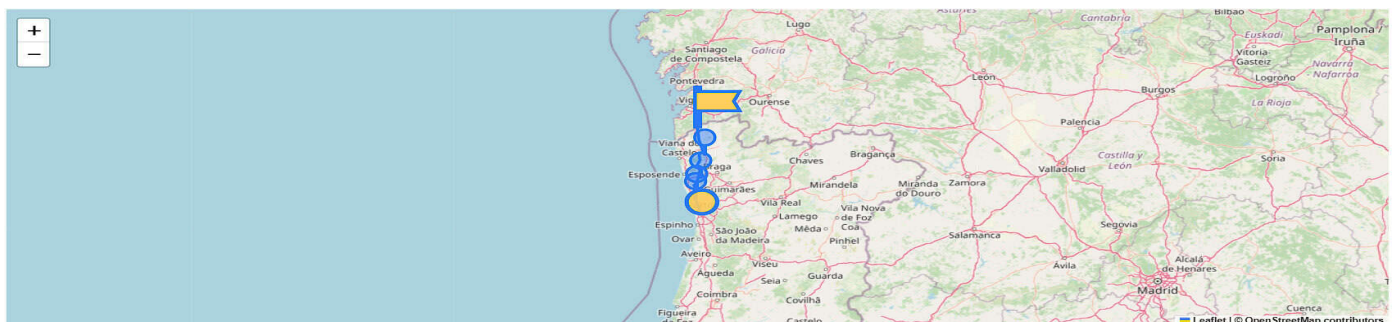 Bilbao
Cantabria
Lugo
+
Pamplona /
Iruña
Euskadi
Santiago
de Compostela
Galicia
Vitoria-
Gasteiz
−
Navarra
Nafarroa
León
Logroño
Pontevedra
Burgos
Vig
Ourense
La Rioja
Palencia
Viana do
Castelo
Chaves
Bragança
Castilla y
León
Soria
raga
Valladolid
Esposende
Guimarães
Mirandela
Miranda
do Douro
Zamora
Vila Real
Lamego
Vila Nova
de Foz
Côa
Espinho
São João
da Madeira
Mêda
Segovia
Ovar
Pinhel
Salamanca
Aveiro
Viseu
Ávila
Alcalá
de Henares
Águeda
Seia
Guarda
Madrid
Coimbra
Covilhã
Cuenca
Figueira
Leaflet | © OpenStreetMap contributors